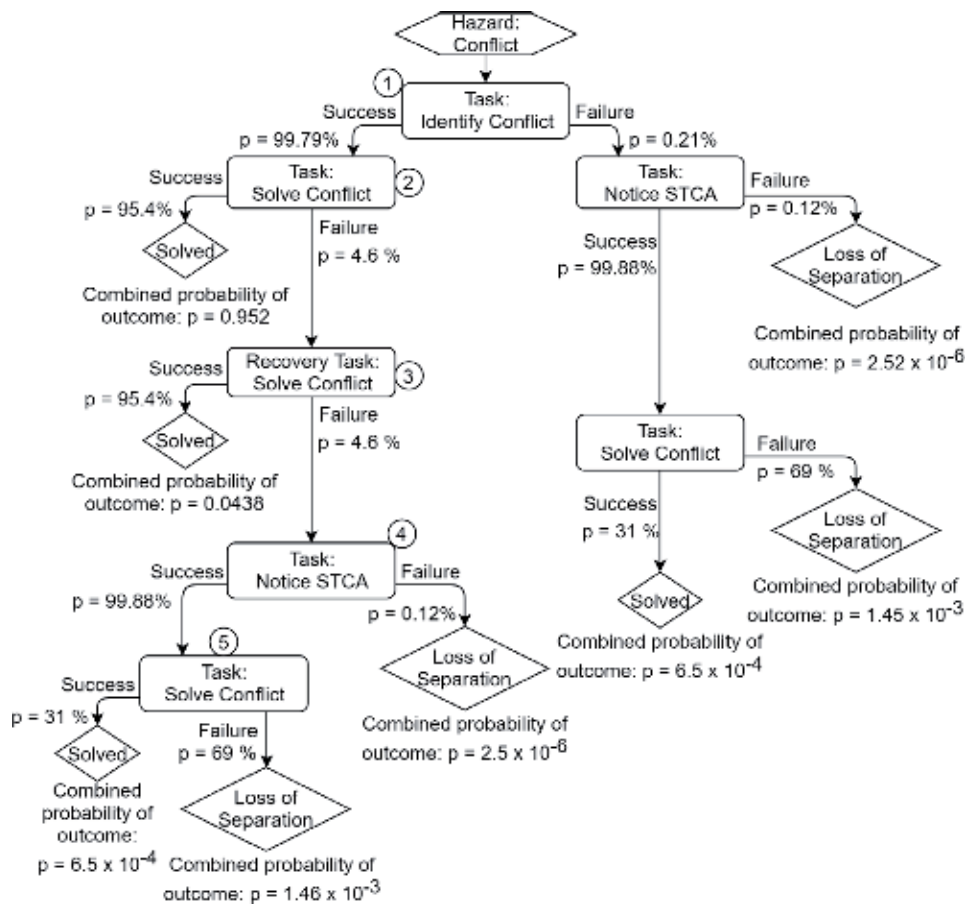 Hazard:
Conflict
1
Task:
Identify Conflict
Success
p = 99.79%
Failure
p = 0.21%
Task:
Solve Conflict
2
Success
p = 95.4%
Solved
Combined probability of
outcome: p = 0.952
Failure
p = 4.6 %
Task:
Notice STCA
Failure
p = 0.12%
Loss of
Separation
Combined probability of
outcome: p = 2.52 x 10-6
Success
p = 99.88%
Recovery Task:
Solve Conflict
3
Success
p = 95.4%
Solved
Combined probability of
outcome: p = 0.0438
Failure
p = 4.6 %
Task:
Solve Conflict
Failure
p = 69 %
Loss of
Separation
Combined probability of
outcome: p = 1.45 x 10-3
Success
p = 31 %
Solved
Combined probability of
outcome: p = 6.5 x 10-4
4
Task:
Notice STCA
Success
p = 99.88%
Failure
p = 0.12%
Loss of
Separation
Combined probability of
outcome: p = 2.5 x 10-6
5
Task:
Solve Conflict
Success
p = 31 %
Solved
Combined
probability of
outcome:
p = 6.5 x 10-4
Failure
p = 69 %
Loss of
Separation
Combined probability of
outcome: p = 1.46 x 10-3